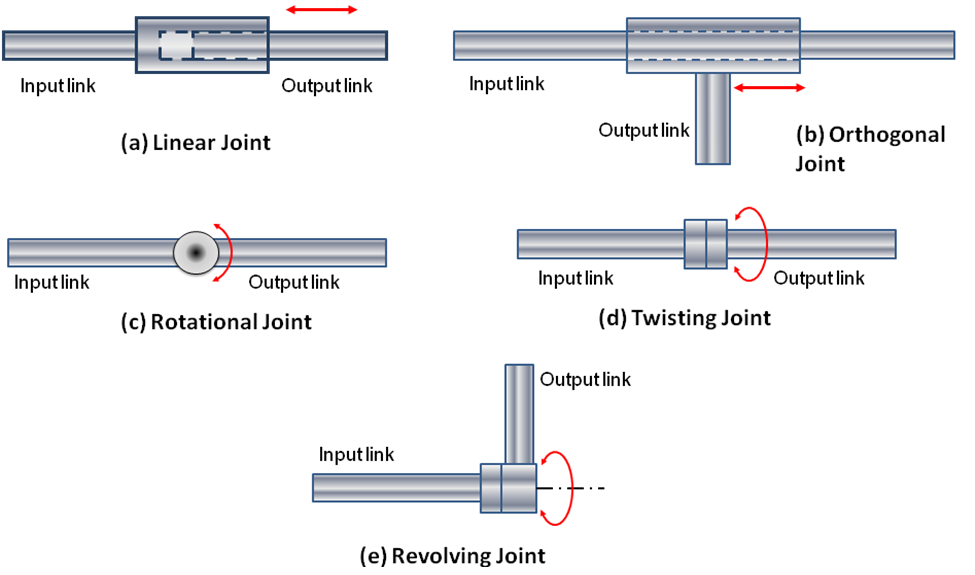 Input link
Output link
(a) Linear Joint
Input link
Output link
(b) Orthogonal
Joint
Input link
Output link
(c) Rotational Joint
Input link
Output link
(d) Twisting Joint
Output link
Input link
(e) Revolving Joint